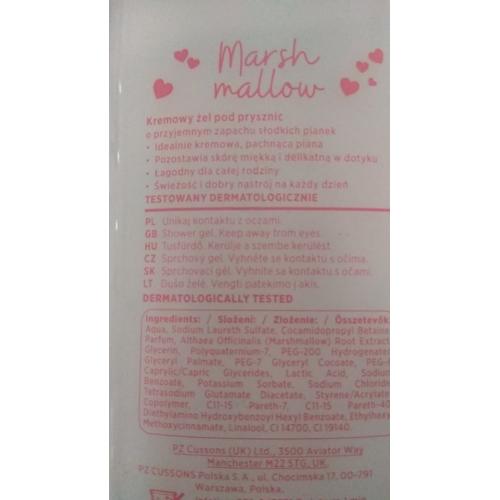 Marsh
mallow
Kremowy żel pod prysznic
o przyjemnym zapachu słodkich pianek
• Idealnie kremowa, pachnąca piana
• Pozostawia skórę miękką i delikatną w dotyku
• Łagodny dla całej rodziny
• Świeżość i dobry nastrój na każdy dzień
TESTOWANY DERMATOLOGICZNIE
PL Unikaj kontaktu z oczami.
GB Shower gel. Keep away from eyes.
HU Tusfürdő. Kerülje a szembe kerülést.
CZ Sprchový gel. Vyhněte se kontaktu s očima.
SK Sprchovací gél. Vyhnite sa kontaktu s očami.
LT Dušo želė. Vengti patekimo į akis.
DERMATOLOGICALLY TESTED
Ingredients: / Složení: / Zloženie: / Összetevők:
Aqua, Sodium Laureth Sulfate, Cocamidopropyl Betaine,
Parfum, Althaea Officinalis (Marshmallow) Root Extract,
Glycerin, Polyquaternium-7, PEG-200 Hydrogenated
Glyceryl Palmate, PEG-7 Glyceryl Cocoate, PEG-6
Caprylic/Capric Glycerides, Lactic Acid, Sodium
Benzoate, Potassium Sorbate, Sodium Chloride,
Tetrasodium Glutamate Diacetate, Styrene/Acrylates
Copolymer, C11-15 Pareth-7, C11-15 Pareth-40,
Diethylamino Hydroxybenzoyl Hexyl Benzoate, Ethylhexyl
Methoxycinnamate, Linalool, CI 14700, CI 19140.
PZ Cussons (UK) Ltd., 3500 Aviator Way
Manchester M22 5TG, UK.
PZ CUSSONS Polska S.A., ul. Chocimska 17, 00-791
Warszawa, Polska.